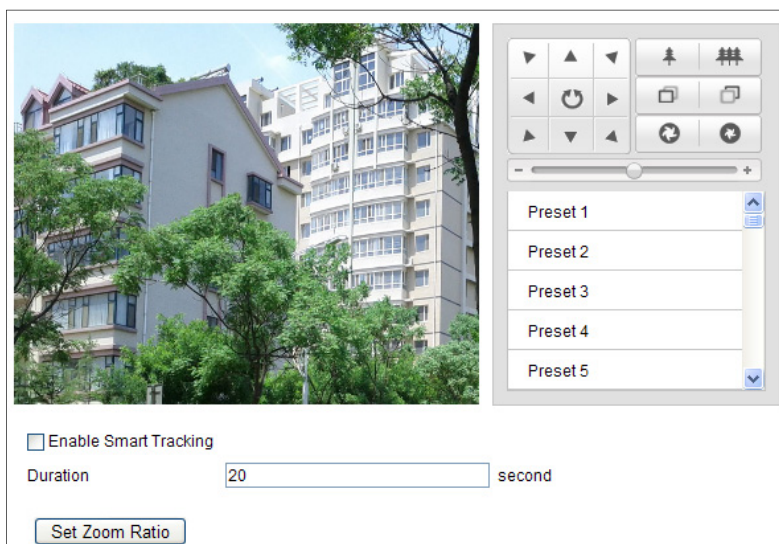 Preset 1
Preset 2
Preset 3
Preset 4
Preset 5
Enable Smart Tracking
Duration 20 second
Set Zoom Ratio